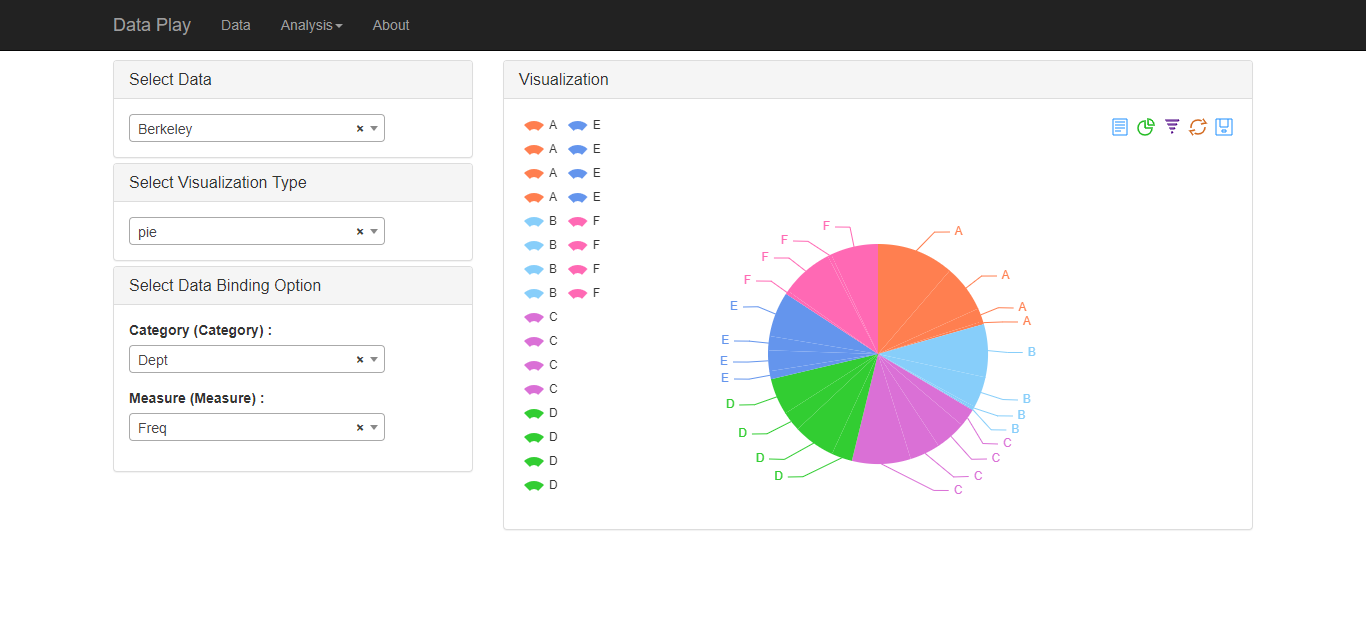 Data Play Data Analysis About
Select Data
Berkeley ×
Select Visualization Type
pie ×
Select Data Binding Option
Category (Category) :
Dept ×
Measure (Measure) :
Freq ×
Visualization
A E
A E
A E
A E
B F
B F
B F
B F
C
C
C
C
D
D
D
D
F A
F
F A
F
E A
A
E B
E
E
D B
B
D B
C
D C
D C
C